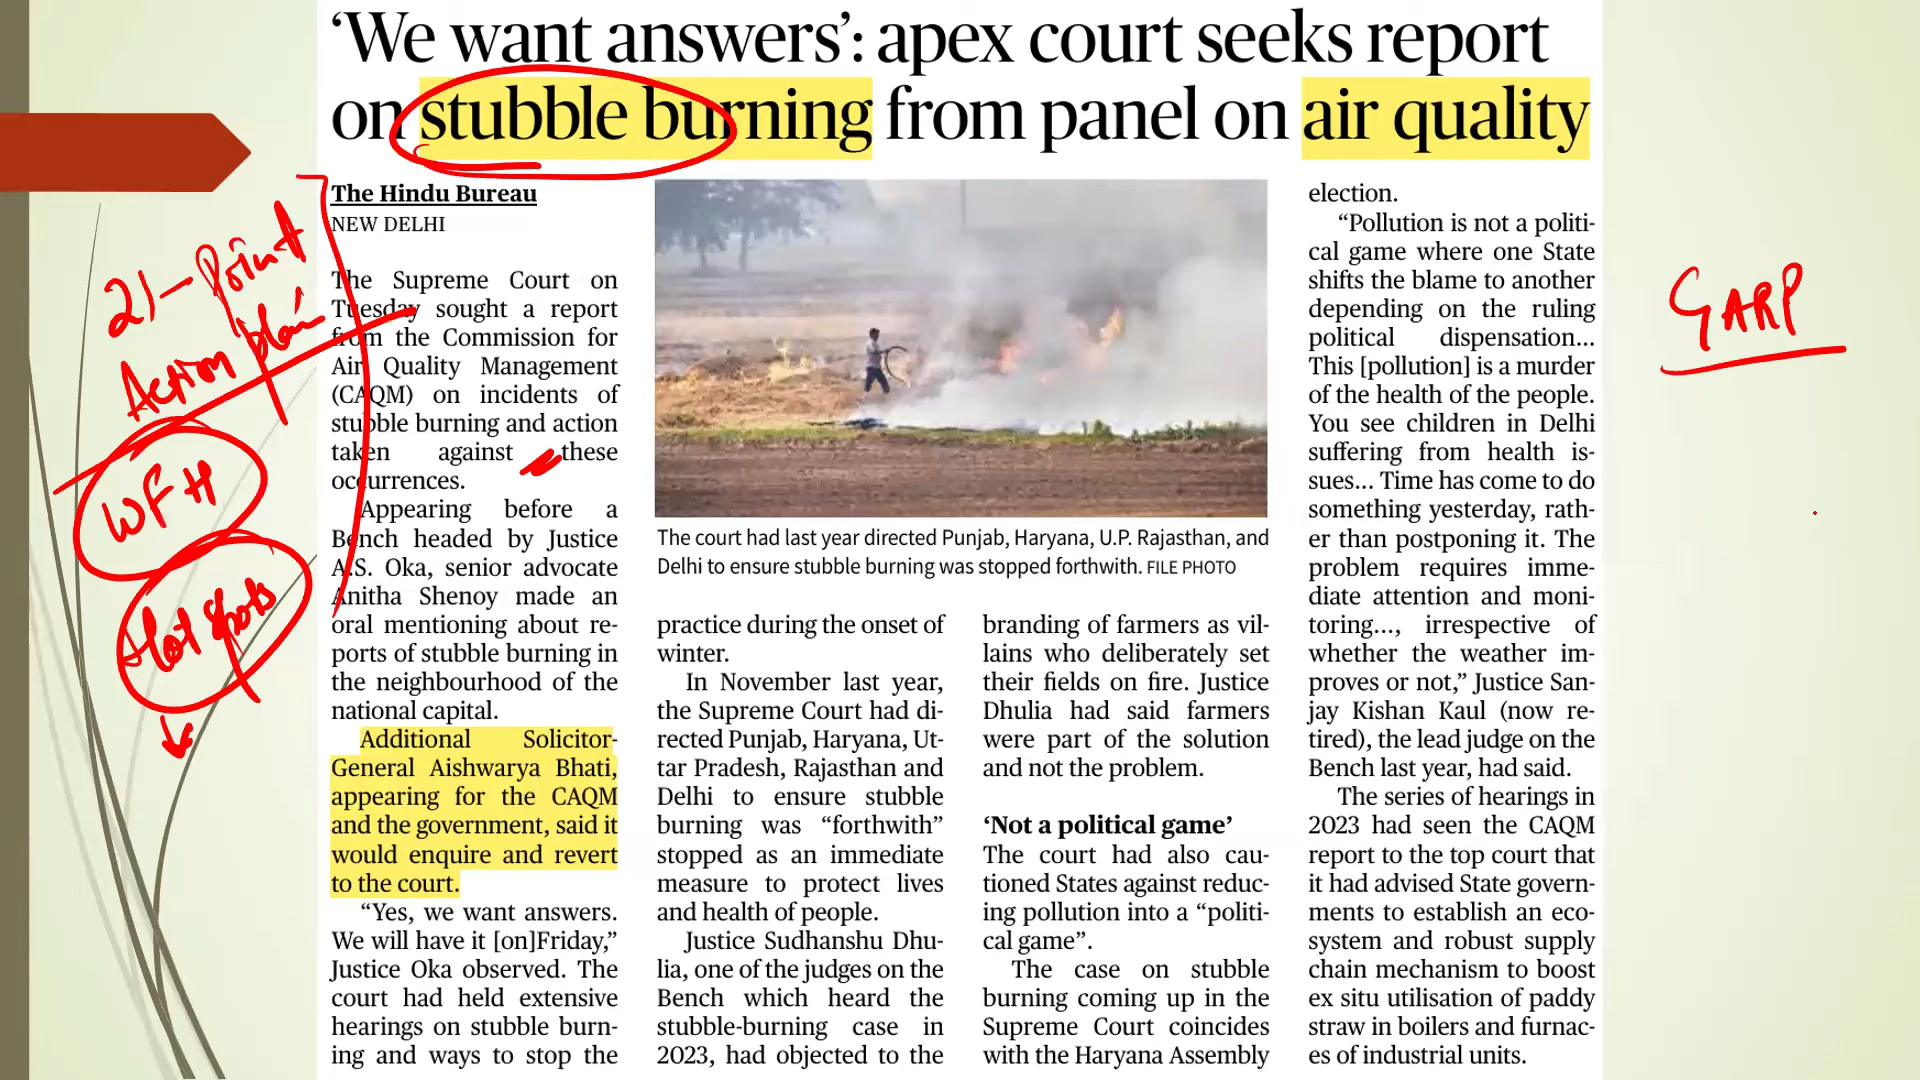 ‘We want answers’: apex court seeks report
on stubble burning from panel on air quality
The Hindu Bureau
NEW DELHI
The Supreme Court on
Tuesday sought a report
from the Commission for
Air Quality Management
(CAQM) on incidents of
stubble burning and action
taken against these
occurrences.
Appearing before a
Bench headed by Justice
A.S. Oka, senior advocate
Anitha Shenoy made an
oral mentioning about re-
ports of stubble burning in
the neighbourhood of the
national capital.
Additional Solicitor-
General Aishwarya Bhati,
appearing for the CAQM
and the government, said it
would enquire and revert
to the court.
“Yes, we want answers.
We will have it [on]Friday,”
Justice Oka observed. The
court had held extensive
hearings on stubble burn-
ing and ways to stop the
The court had last year directed Punjab, Haryana, U.P. Rajasthan, and
Delhi to ensure stubble burning was stopped forthwith. FILE PHOTO
practice during the onset of
winter.
In November last year,
the Supreme Court had di-
rected Punjab, Haryana, Ut-
tar Pradesh, Rajasthan and
Delhi to ensure stubble
burning was “forthwith”
stopped as an immediate
measure to protect lives
and health of people.
Justice Sudhanshu Dhu-
lia, one of the judges on the
Bench which heard the
stubble-burning case in
2023, had objected to the
branding of farmers as vil-
lains who deliberately set
their fields on fire. Justice
Dhulia had said farmers
were part of the solution
and not the problem.
‘Not a political game’
The court had also cau-
tioned States against reduc-
ing pollution into a “politi-
cal game”.
The case on stubble
burning coming up in the
Supreme Court coincides
with the Haryana Assembly
election.
“Pollution is not a politi-
cal game where one State
shifts the blame to another
depending on the ruling
political dispensation...
This [pollution] is a murder
of the health of the people.
You see children in Delhi
suffering from health is-
sues... Time has come to do
something yesterday, rath-
er than postponing it. The
problem requires imme-
diate attention and moni-
toring..., irrespective of
whether the weather im-
proves or not,” Justice San-
jay Kishan Kaul (now re-
tired), the lead judge on the
Bench last year, had said.
The series of hearings in
2023 had seen the CAQM
report to the top court that
it had advised State govern-
ments to establish an eco-
system and robust supply
chain mechanism to boost
ex situ utilisation of paddy
straw in boilers and furnac-
es of industrial units.
21-Point
Action plan
WFH
Hot spots
GARP